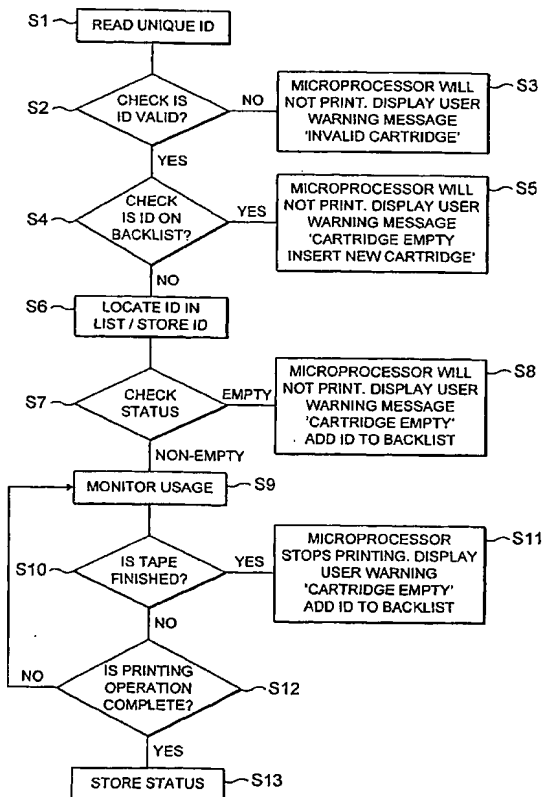 S1
READ UNIQUE ID
S2
CHECK IS
ID VALID?
NO
MICROPROCESSOR WILL
NOT PRINT. DISPLAY USER
WARNING MESSAGE
'INVALID CARTRIDGE'
S3
YES
S4
CHECK
IS ID ON
BACKLIST?
YES
MICROPROCESSOR WILL
NOT PRINT. DISPLAY USER
WARNING MESSAGE
'CARTRIDGE EMPTY
INSERT NEW CARTRIDGE'
S5
NO
S6
LOCATE ID IN
LIST / STORE ID
S7
CHECK
STATUS
EMPTY
MICROPROCESSOR WILL
NOT PRINT. DISPLAY USER
WARNING MESSAGE
'CARTRIDGE EMPTY'
ADD ID TO BACKLIST
S8
NON-EMPTY
MONITOR USAGE
S9
S10
IS TAPE
FINISHED?
YES
MICROPROCESSOR
STOPS PRINTING. DISPLAY
USER WARNING
'CARTRIDGE EMPTY'
ADD ID TO BACKLIST
S11
NO
NO
IS PRINTING
OPERATION
COMPLETE?
S12
YES
STORE STATUS
S13